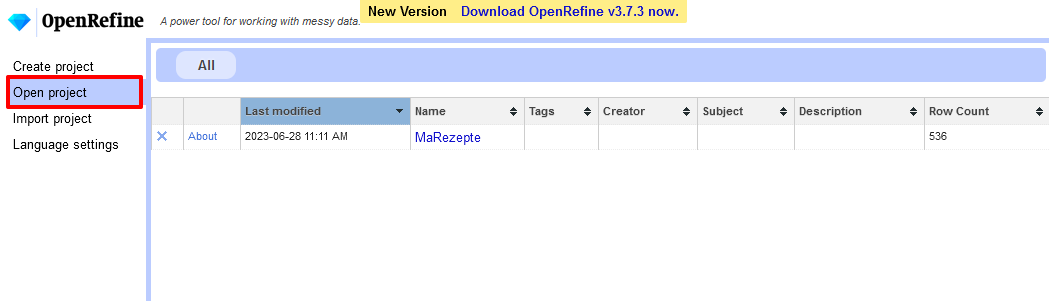 OpenRefine A power tool for working with messy data.
New Version Download OpenRefine v3.7.3 now.
Create project
Open project
Import project
Language settings
All
Last modified Name Tags Creator Subject Description Row Count
About 2023-06-28 11:11 AM MaRezepte 536